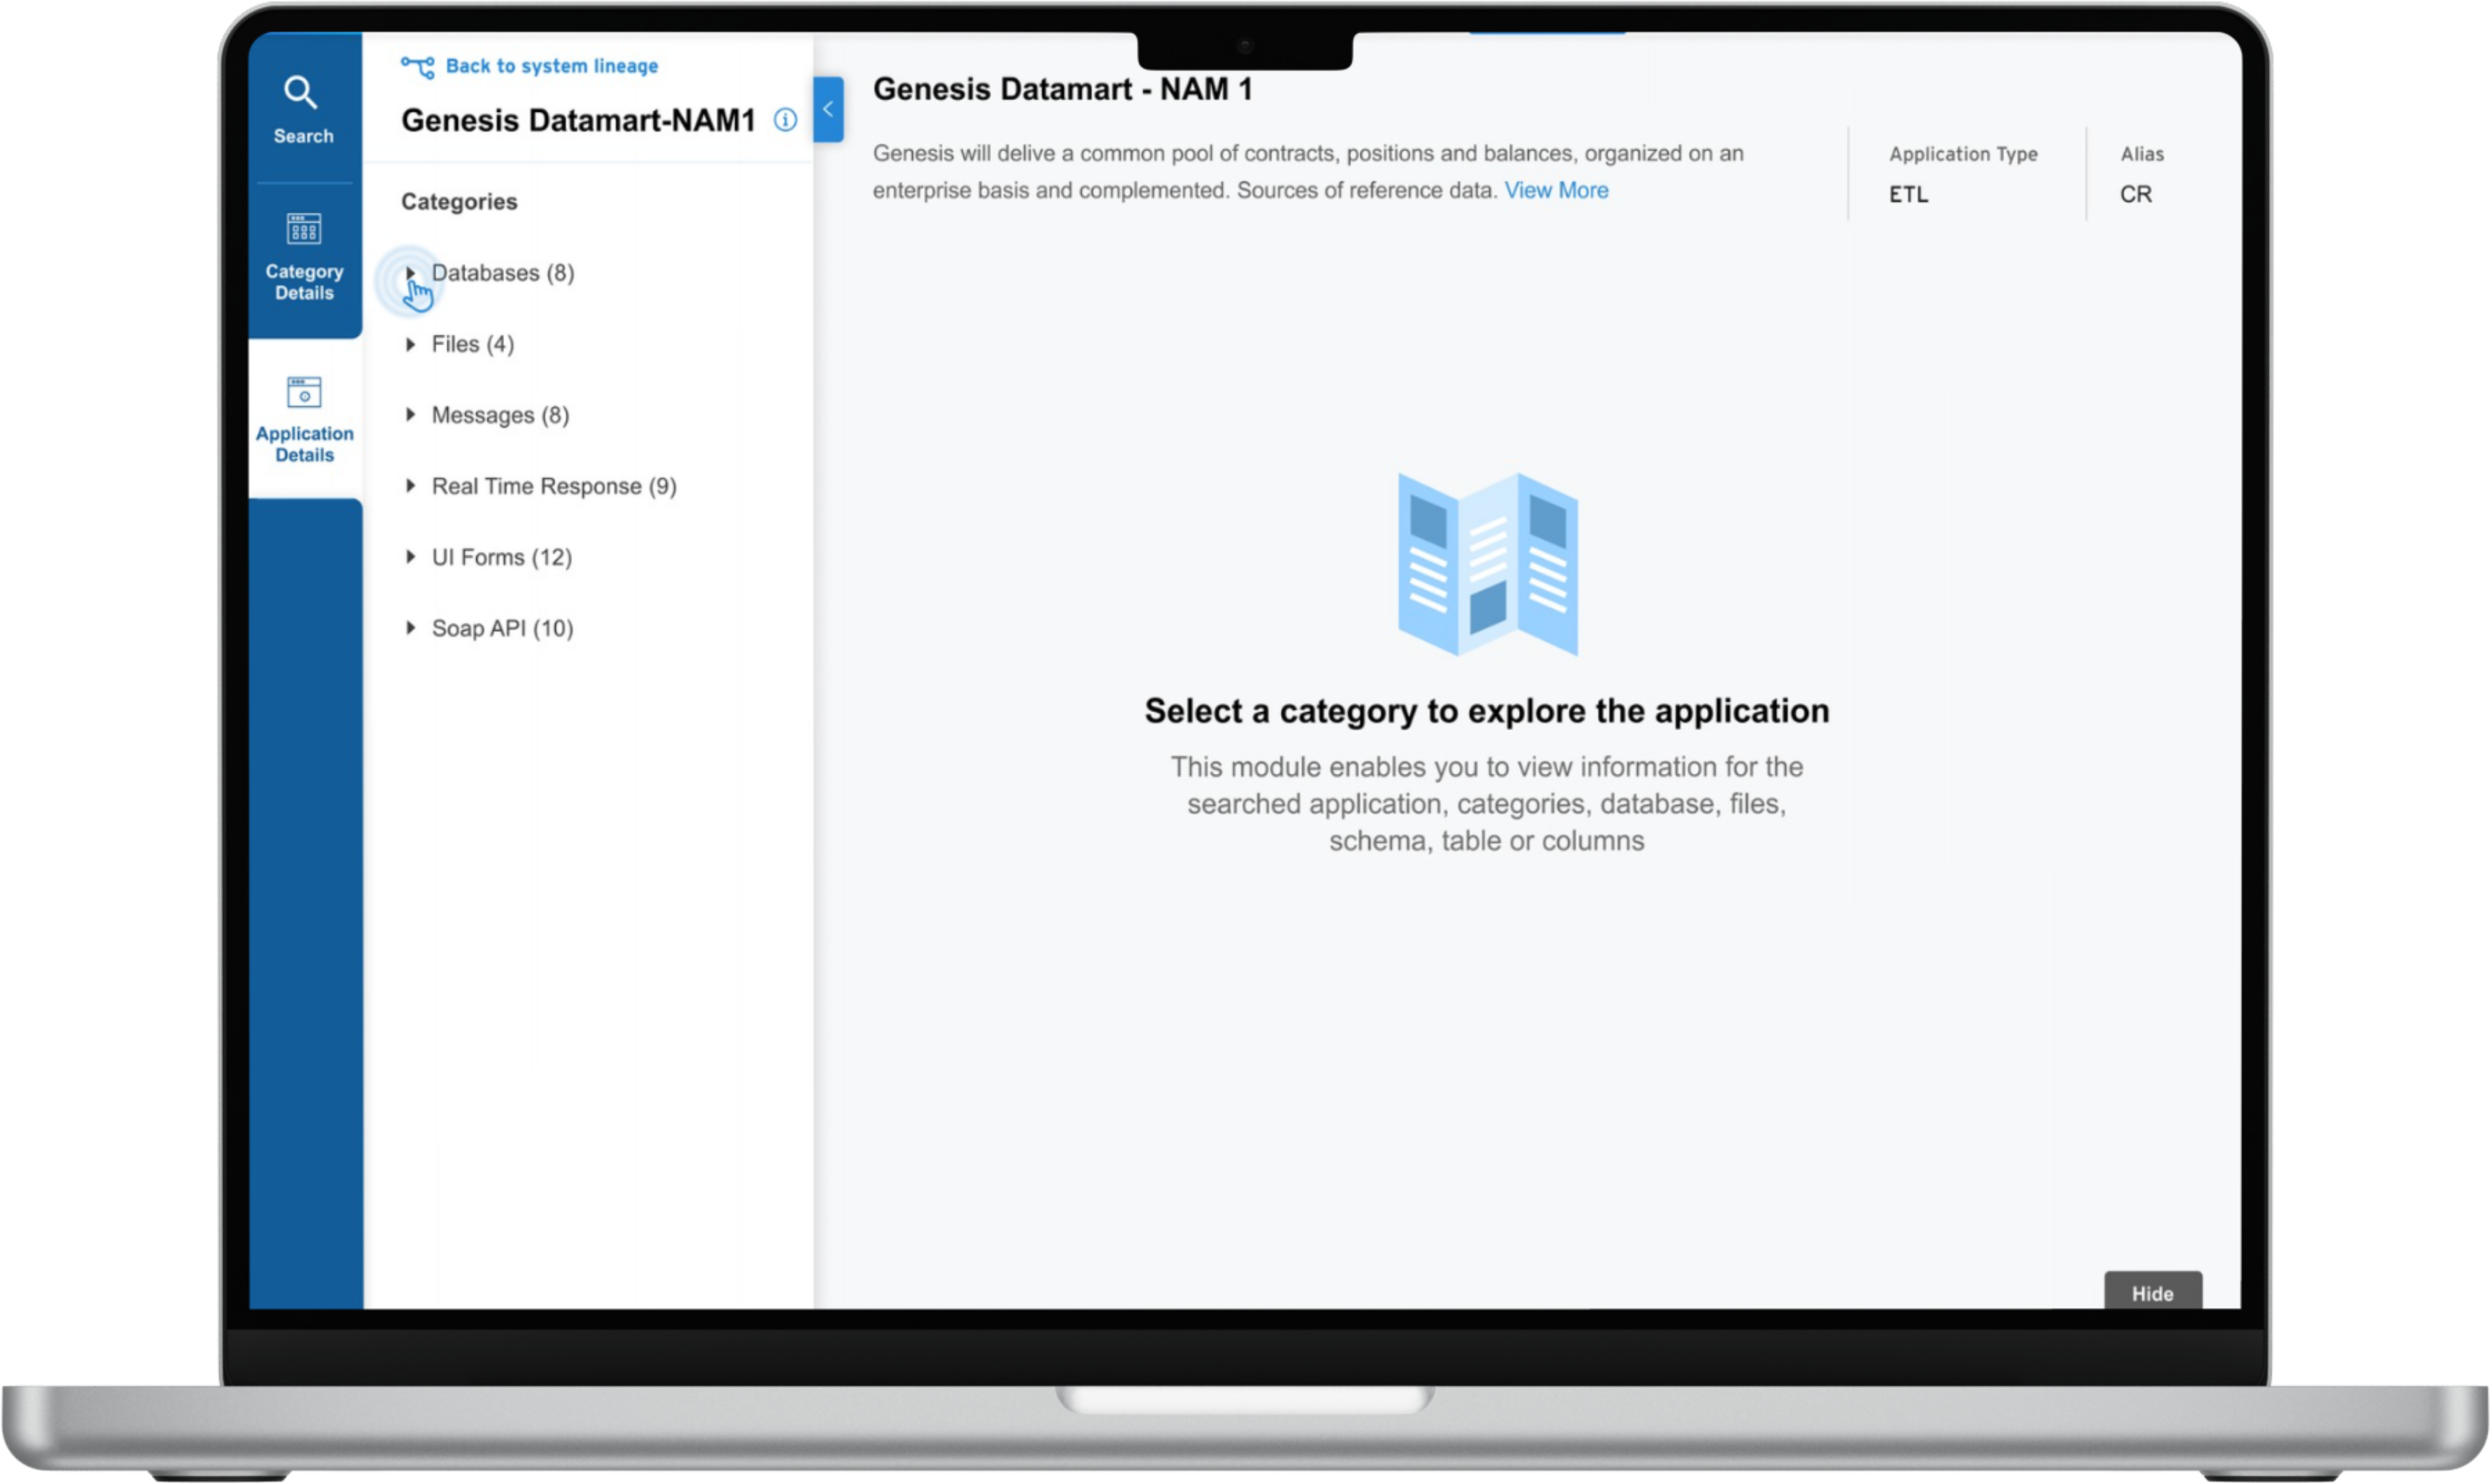 Search
Category
Details
Application
Details
Back to system lineage
Genesis Datamart-NAM1
Categories
Databases (8)
Files (4)
Messages (8)
Real Time Response (9)
UI Forms (12)
Soap API (10)
Genesis Datamart - NAM 1
Genesis will delive a common pool of contracts, positions and balances, organized on an
enterprise basis and complemented. Sources of reference data. View More
Application Type
ETL
Alias
CR
Select a category to explore the application
This module enables you to view information for the
searched application, categories, database, files,
schema, table or columns
Hide